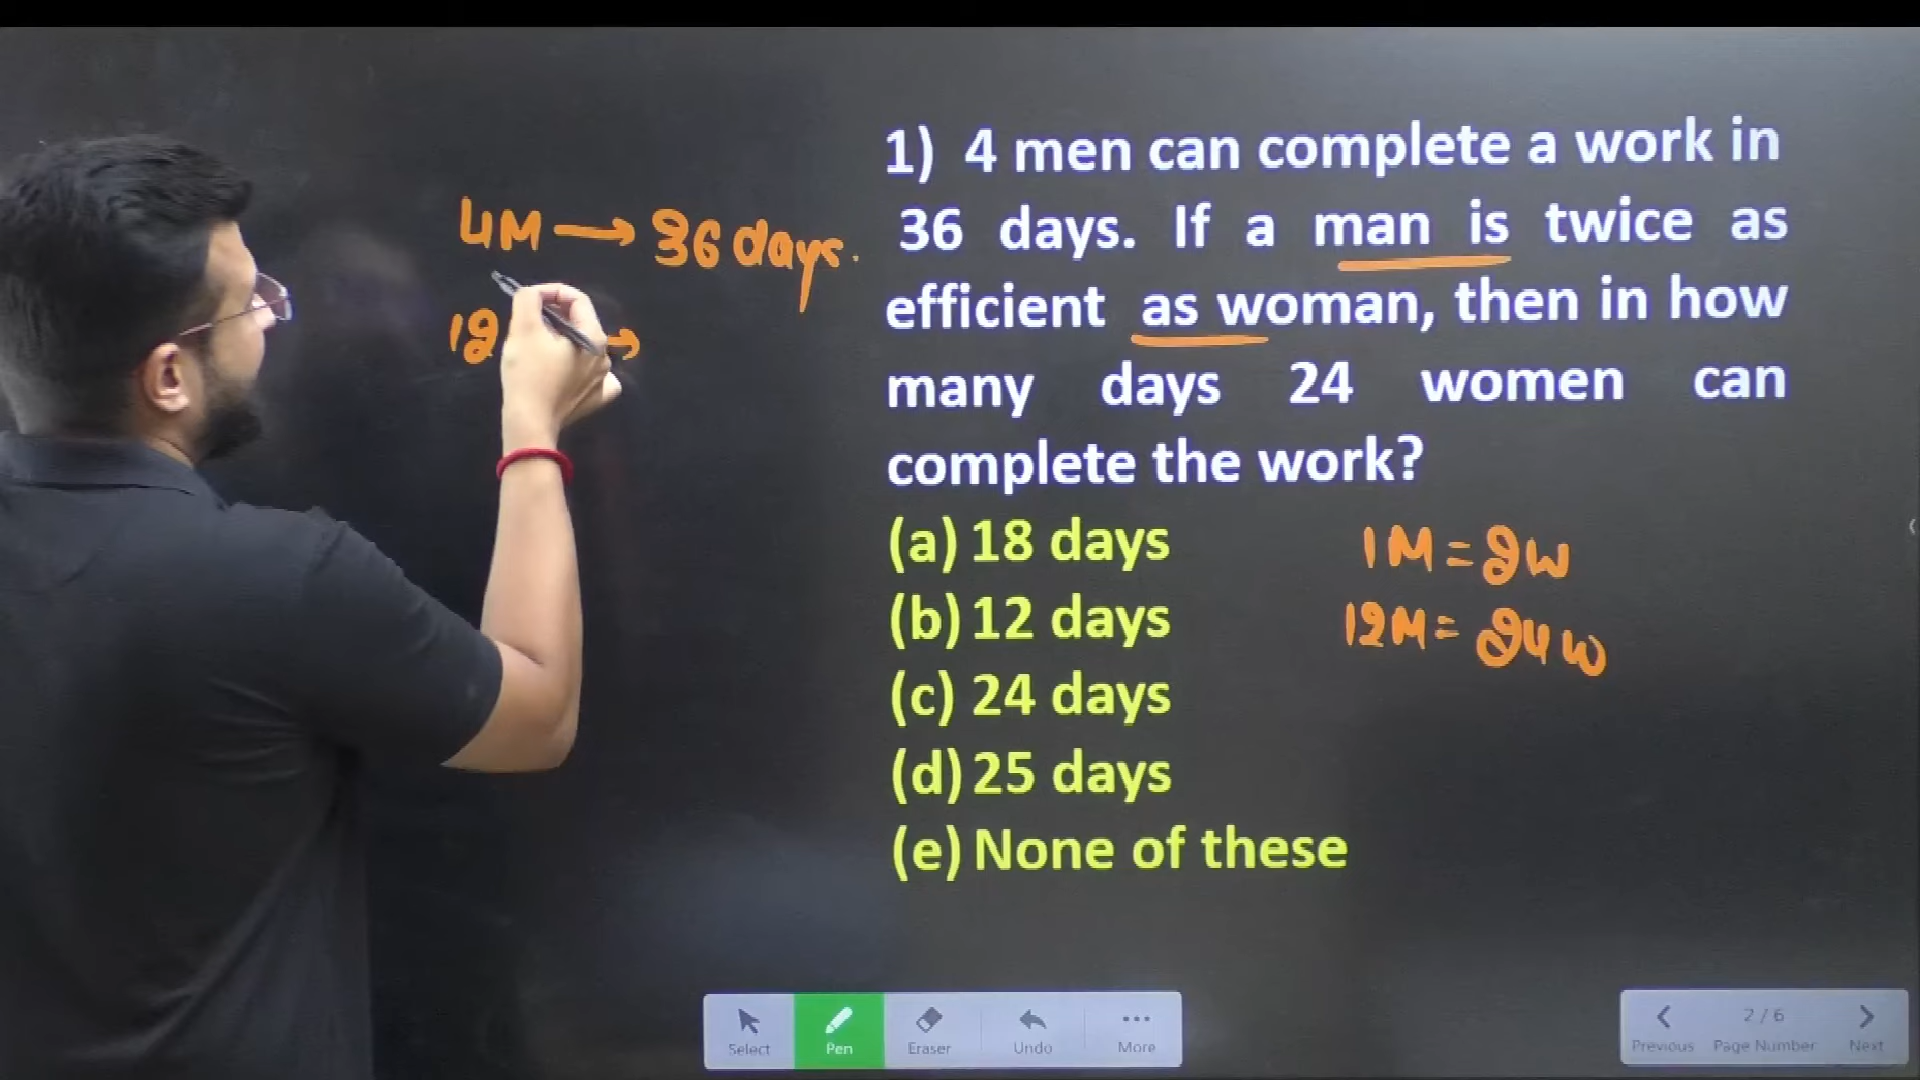 4M → 36 days.
12 →
1) 4 men can complete a work in
36 days. If a man is twice as
efficient as woman, then in how
many days 24 women can
complete the work?
(a) 18 days
(b) 12 days
(c) 24 days
(d) 25 days
(e) None of these
1M = 2W
12M = 24W
Select Pen Eraser Undo More
2 / 6
Previous Page Number Next